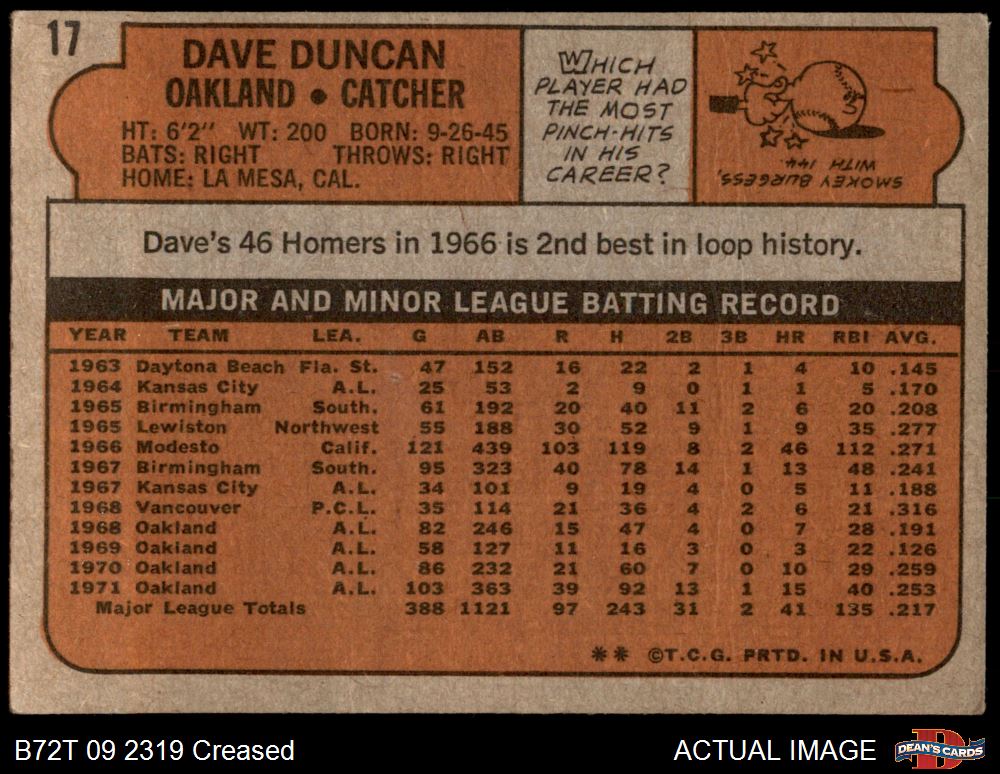 17
DAVE DUNCAN
OAKLAND • CATCHER
HT: 6'2" WT: 200 BORN: 9-26-45
BATS: RIGHT THROWS: RIGHT
HOME: LA MESA, CAL.
WHICH
PLAYER HAD
THE MOST
PINCH-HITS
IN HIS
CAREER?
SMOKEY BURGESS,
WITH 144.
Dave's 46 Homers in 1966 is 2nd best in loop history.
MAJOR AND MINOR LEAGUE BATTING RECORD
YEAR TEAM LEA. G AB R H 2B 3B HR RBI AVG.
1963 Daytona Beach Fla. St. 47 152 16 22 2 1 4 10 .145
1964 Kansas City A.L. 25 53 2 9 0 1 1 5 .170
1965 Birmingham South. 61 192 20 40 11 2 6 20 .208
1965 Lewiston Northwest 55 188 30 52 9 1 9 35 .277
1966 Modesto Calif. 121 439 103 119 8 2 46 112 .271
1967 Birmingham South. 95 323 40 78 14 1 13 48 .241
1967 Kansas City A.L. 34 101 9 19 4 0 5 11 .188
1968 Vancouver P.C.L. 35 114 21 36 4 2 6 21 .316
1968 Oakland A.L. 82 246 15 47 4 0 7 28 .191
1969 Oakland A.L. 58 127 11 16 3 0 3 22 .126
1970 Oakland A.L. 86 232 21 60 7 0 10 29 .259
1971 Oakland A.L. 103 363 39 92 13 1 15 40 .253
Major League Totals 388 1121 97 243 31 2 41 135 .217
** ©T.C.G. PRTD. IN U.S.A.
B72T 09 2319 Creased ACTUAL IMAGE
D
DEAN'S CARDS